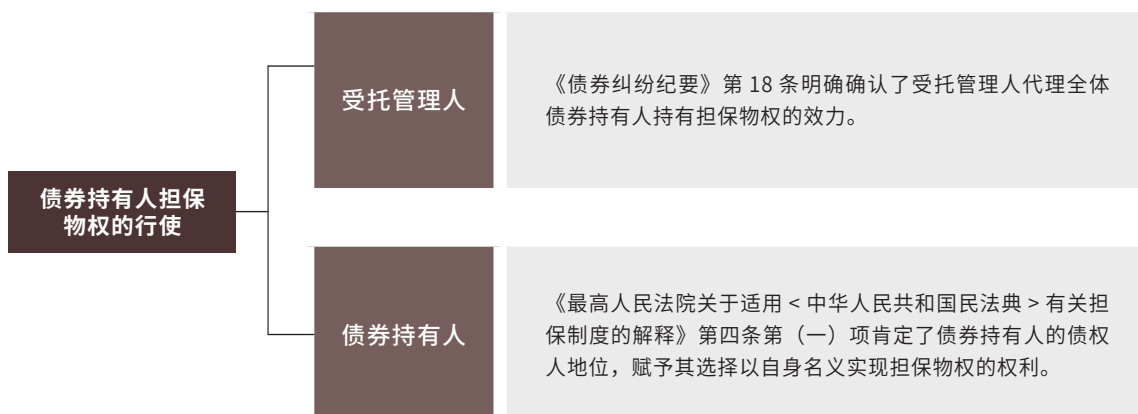 债券持有人担保
物权的行使
受托管理人
《债券纠纷纪要》第 18 条明确确认了受托管理人代理全体
债券持有人持有担保物权的效力。
债券持有人
《最高人民法院关于适用 < 中华人民共和国民法典 > 有关担
保制度的解释》第四条第（一）项肯定了债券持有人的债权
人地位，赋予其选择以自身名义实现担保物权的权利。